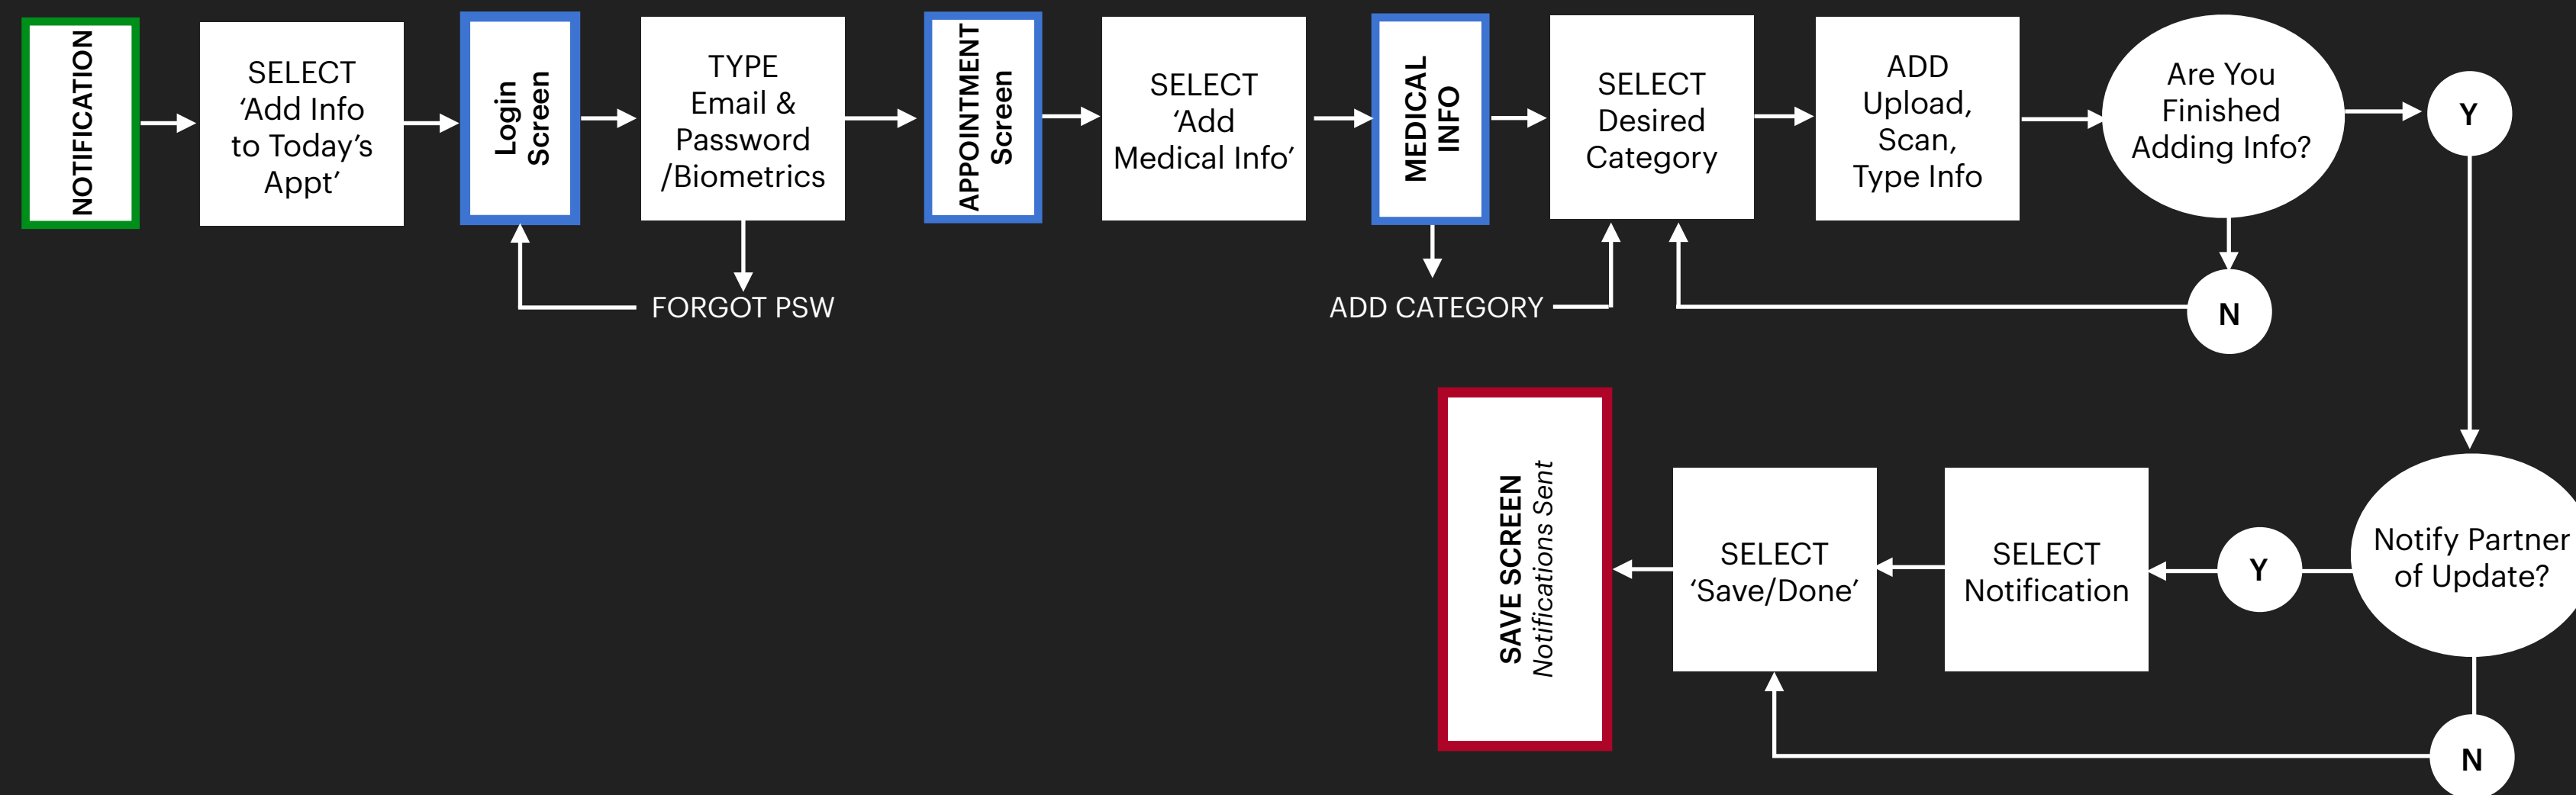 NOTIFICATION
SELECT
‘Add Info
to Today’s
Appt’
Login
Screen
TYPE
Email &
Password
/Biometrics
FORGOT PSW
APPOINTMENT
Screen
SELECT
‘Add
Medical Info’
MEDICAL
INFO
ADD CATEGORY
SELECT
Desired
Category
ADD
Upload,
Scan,
Type Info
Are You
Finished
Adding Info?
Y
N
Notify Partner
of Update?
Y
N
SELECT
Notification
SELECT
‘Save/Done’
SAVE SCREEN
Notifications Sent